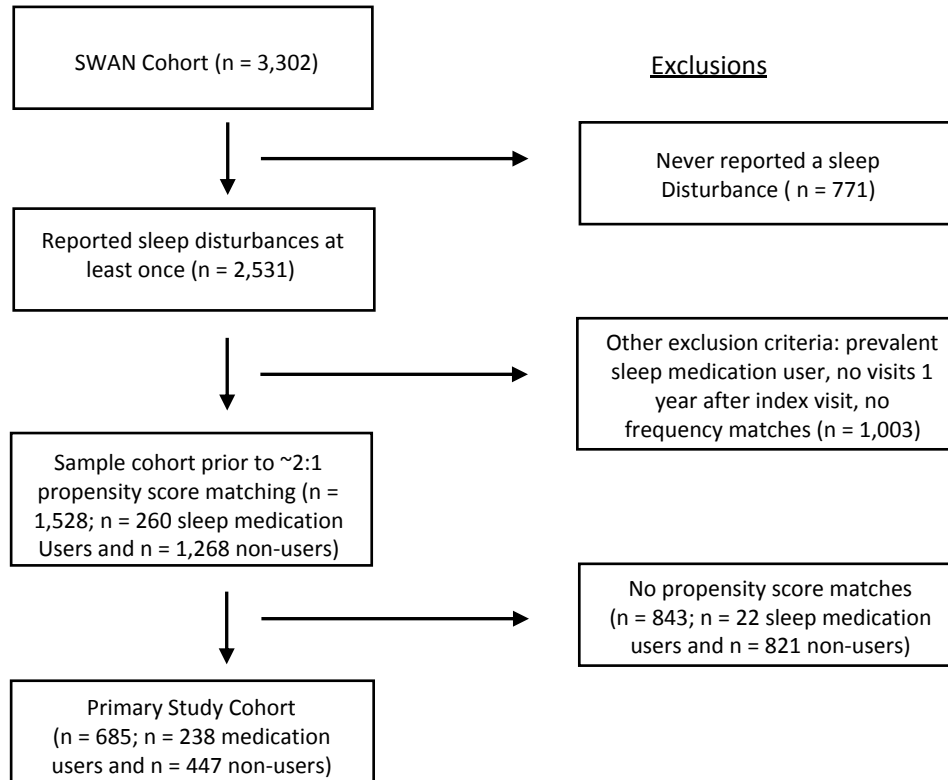 SWAN Cohort (n = 3,302)
Exclusions
Never reported a sleep
Disturbance ( n = 771)
Reported sleep disturbances at
least once (n = 2,531)
Other exclusion criteria: prevalent
sleep medication user, no visits 1
year after index visit, no
frequency matches (n = 1,003)
Sample cohort prior to ~2:1
propensity score matching (n =
1,528; n = 260 sleep medication
Users and n = 1,268 non-users)
No propensity score matches
(n = 843; n = 22 sleep medication
users and n = 821 non-users)
Primary Study Cohort
(n = 685; n = 238 medication
users and n = 447 non-users)